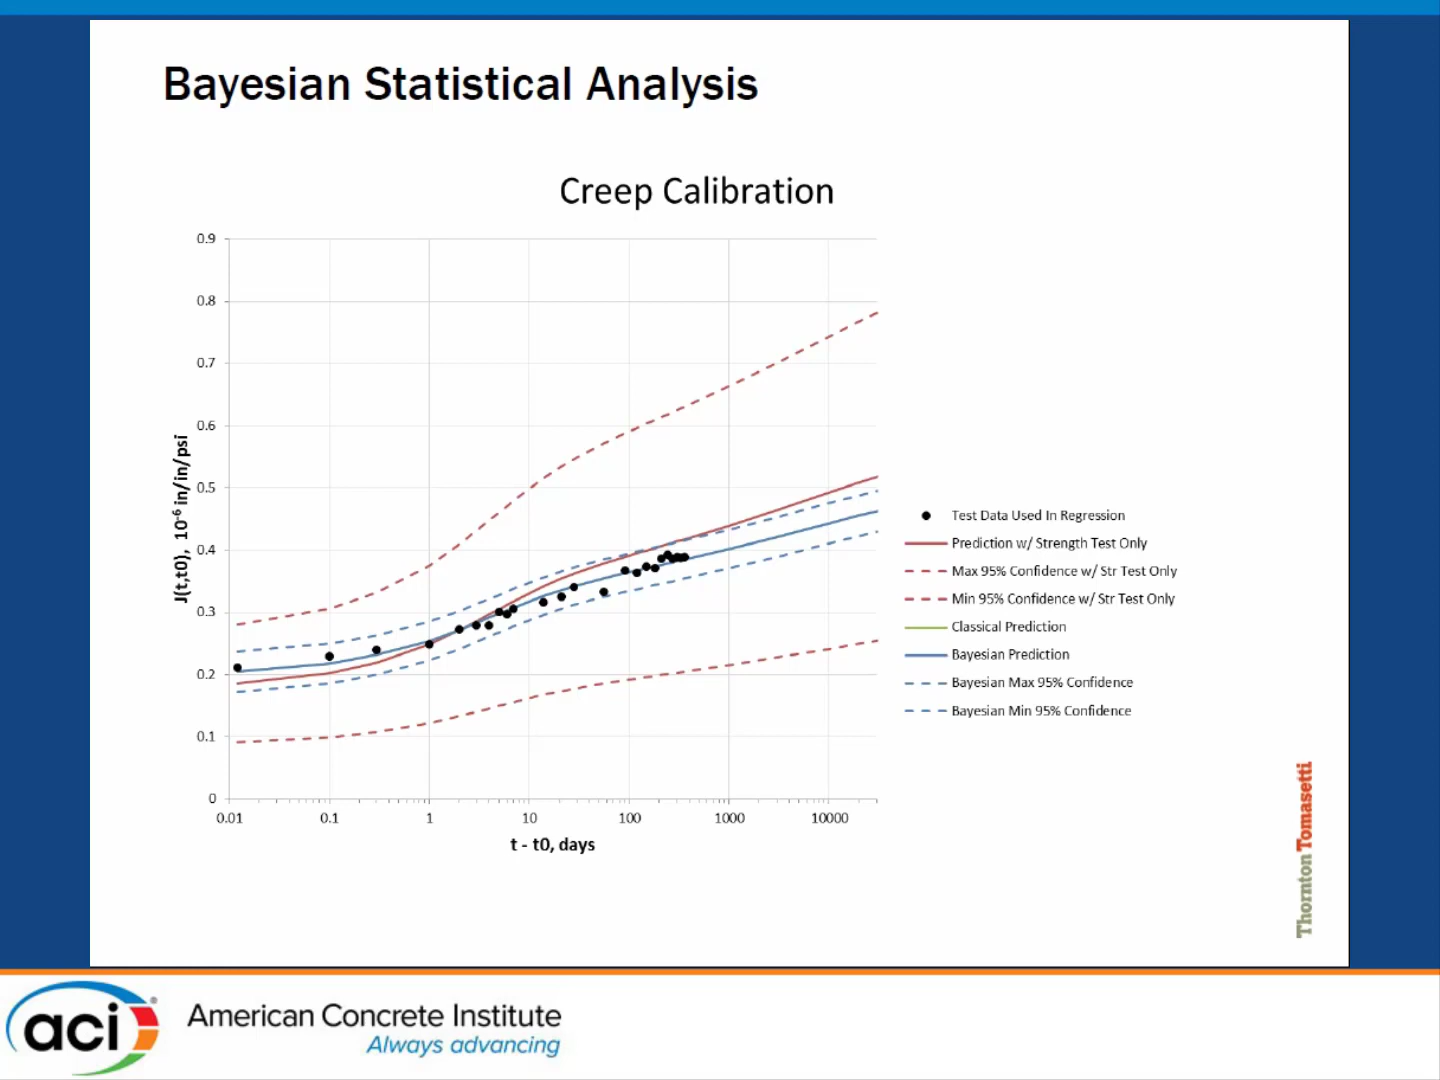 Bayesian Statistical Analysis
Creep Calibration
J(t,t0), 10⁻⁶ in/in/psi
0.9
0.8
0.7
0.6
0.5
0.4
0.3
0.2
0.1
0
0.01 0.1 1 10 100 1000 10000
t - t0, days
Test Data Used In Regression
Prediction w/ Strength Test Only
Max 95% Confidence w/ Str Test Only
Min 95% Confidence w/ Str Test Only
Classical Prediction
Bayesian Prediction
Bayesian Max 95% Confidence
Bayesian Min 95% Confidence
Thornton Tomasetti
aci®
American Concrete Institute
Always advancing